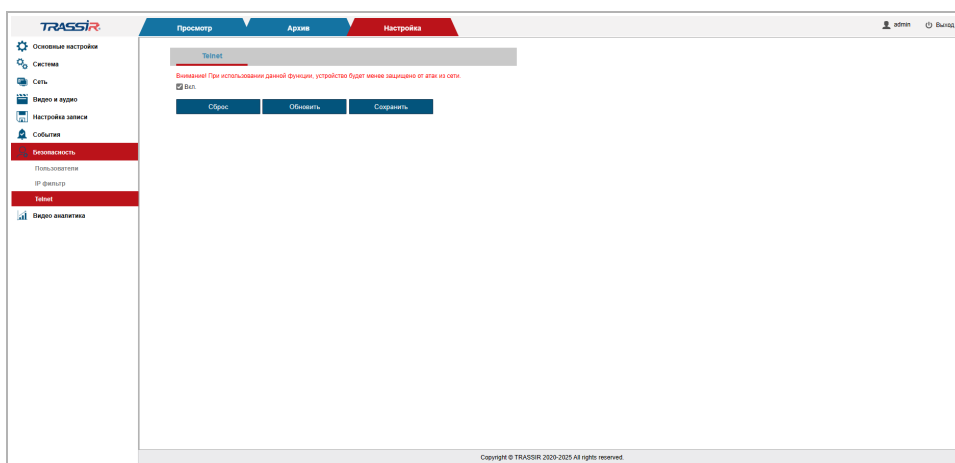 TRASSIR
Просмотр
Архив
Настройка
admin
Выход
Основные настройки
Система
Сеть
Видео и аудио
Настройка записи
События
Безопасность
Пользователи
IP фильтр
Telnet
Видео аналитика
Telnet
Внимание! При использовании данной функции, устройство будет менее защищено от атак из сети.
Вкл.
Сброс
Обновить
Сохранить
Copyright © TRASSIR 2020-2025 All rights reserved.